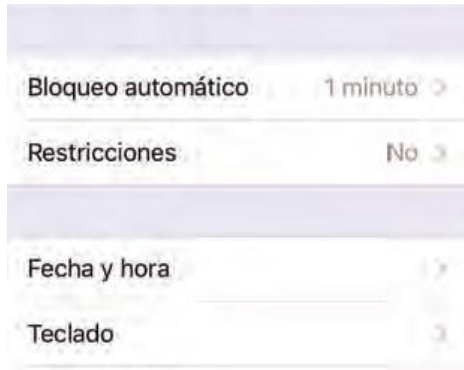 Bloqueo automático 1 minuto
Restricciones No
Fecha y hora
Teclado